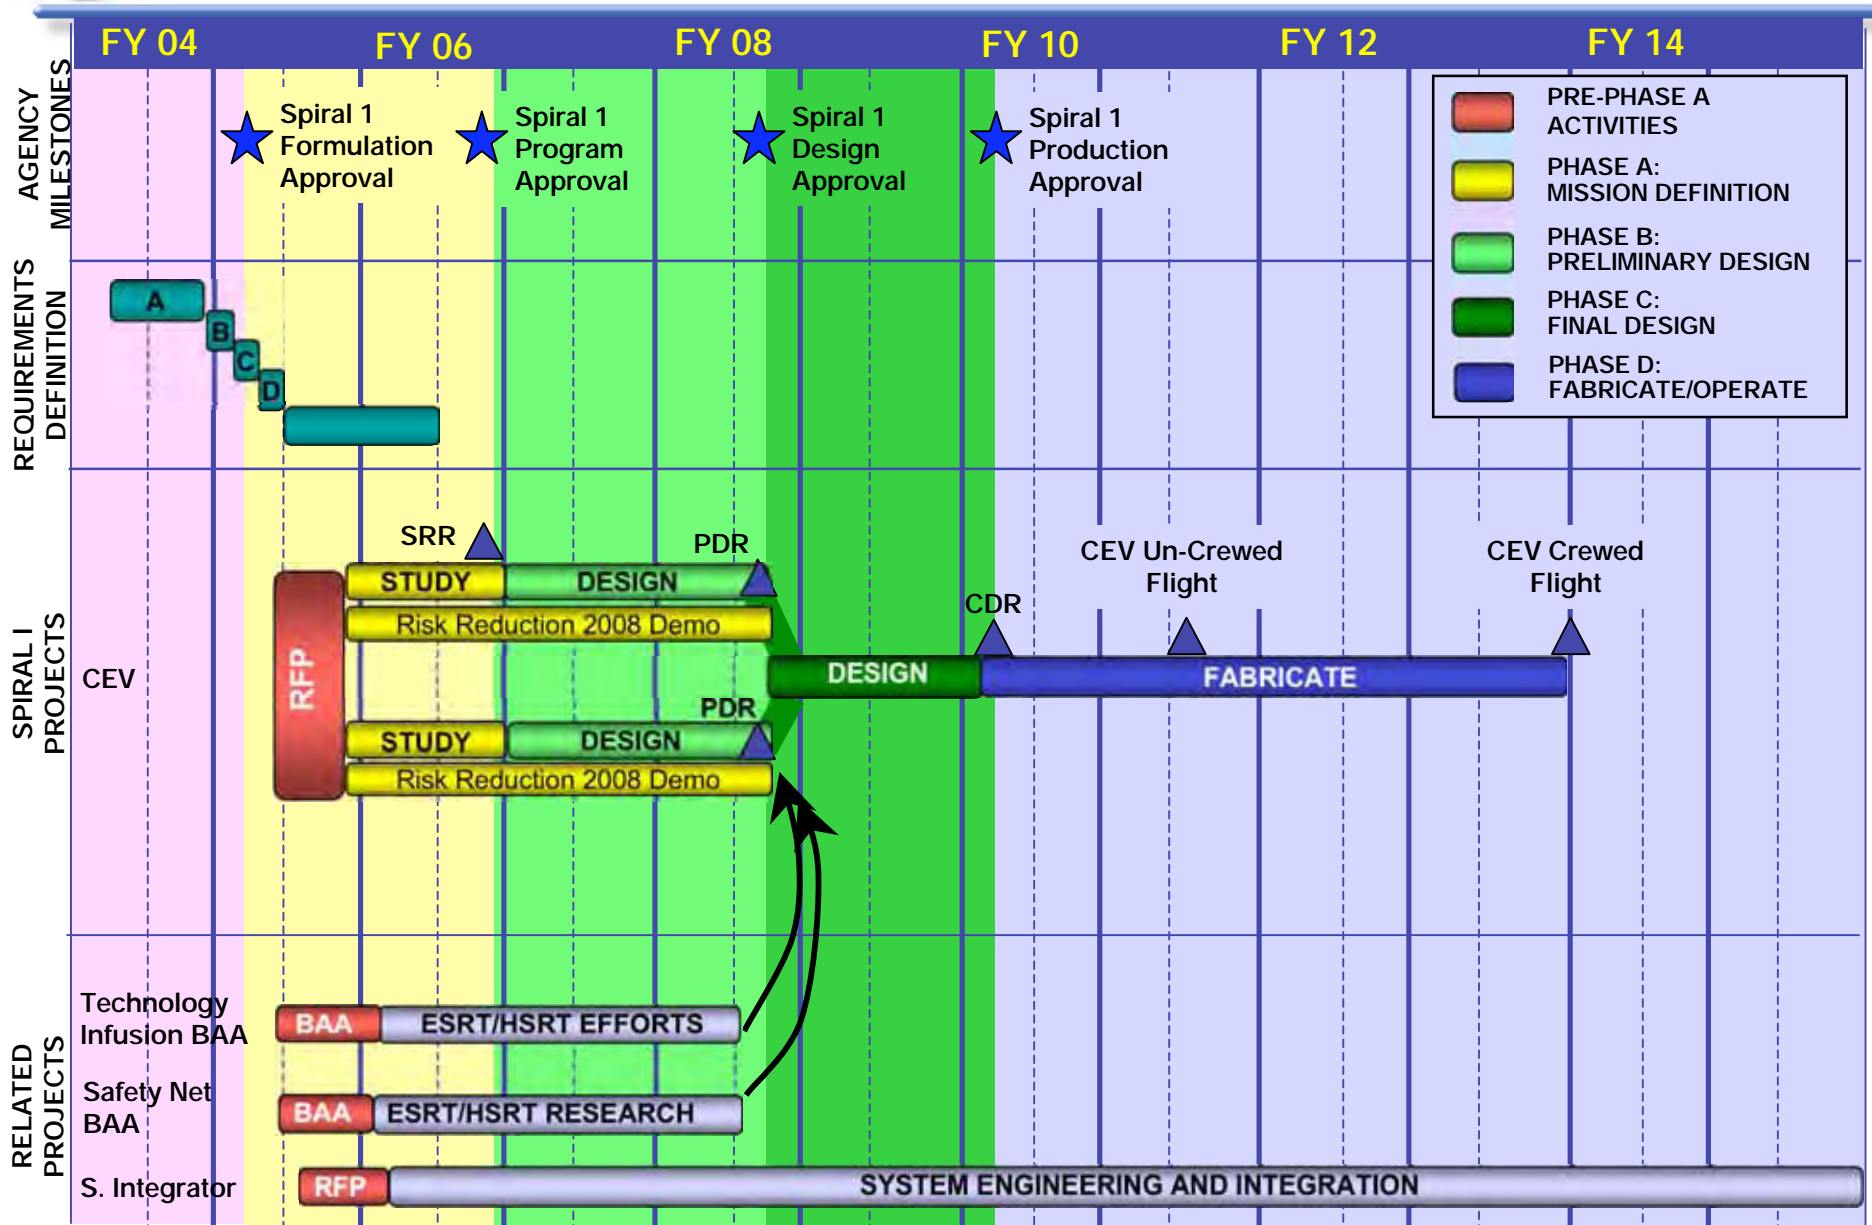 FY 04
FY 06
FY 08
FY 10
FY 12
FY 14
AGENCY
MILESTONES
Spiral 1
Formulation
Approval
Spiral 1
Program
Approval
Spiral 1
Design
Approval
Spiral 1
Production
Approval
PRE-PHASE A
ACTIVITIES
PHASE A:
MISSION DEFINITION
PHASE B:
PRELIMINARY DESIGN
PHASE C:
FINAL DESIGN
PHASE D:
FABRICATE/OPERATE
REQUIREMENTS
DEFINITION
A
B
C
D
SPIRAL I
PROJECTS
CEV
RFP
SRR
PDR
STUDY
DESIGN
Risk Reduction 2008 Demo
PDR
STUDY
DESIGN
Risk Reduction 2008 Demo
DESIGN
CDR
FABRICATE
CEV Un-Crewed
Flight
CEV Crewed
Flight
RELATED
PROJECTS
Technology
Infusion BAA
BAA
ESRT/HSRT EFFORTS
Safety Net
BAA
BAA
ESRT/HSRT RESEARCH
S. Integrator
RFP
SYSTEM ENGINEERING AND INTEGRATION